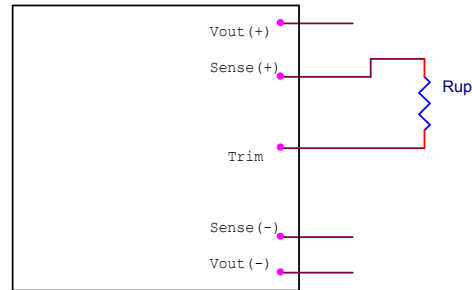 Vout(+)
Sense(+)
Rup
Trim
Sense(-)
Vout(-)